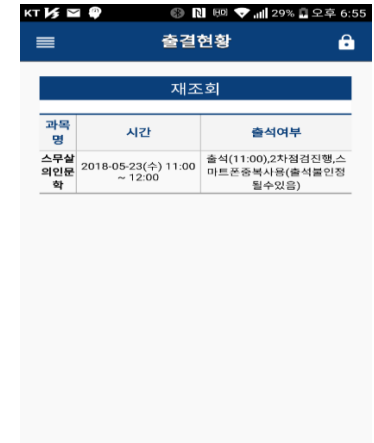 KT 29% 오후 6:55
출결현황
재조회
과목
명
시간
출석여부
스무살
의인문
학
2018-05-23(수) 11:00
~ 12:00
출석(11:00),2차점검진행,스
마트폰중복사용(출석불인정
될수있음)